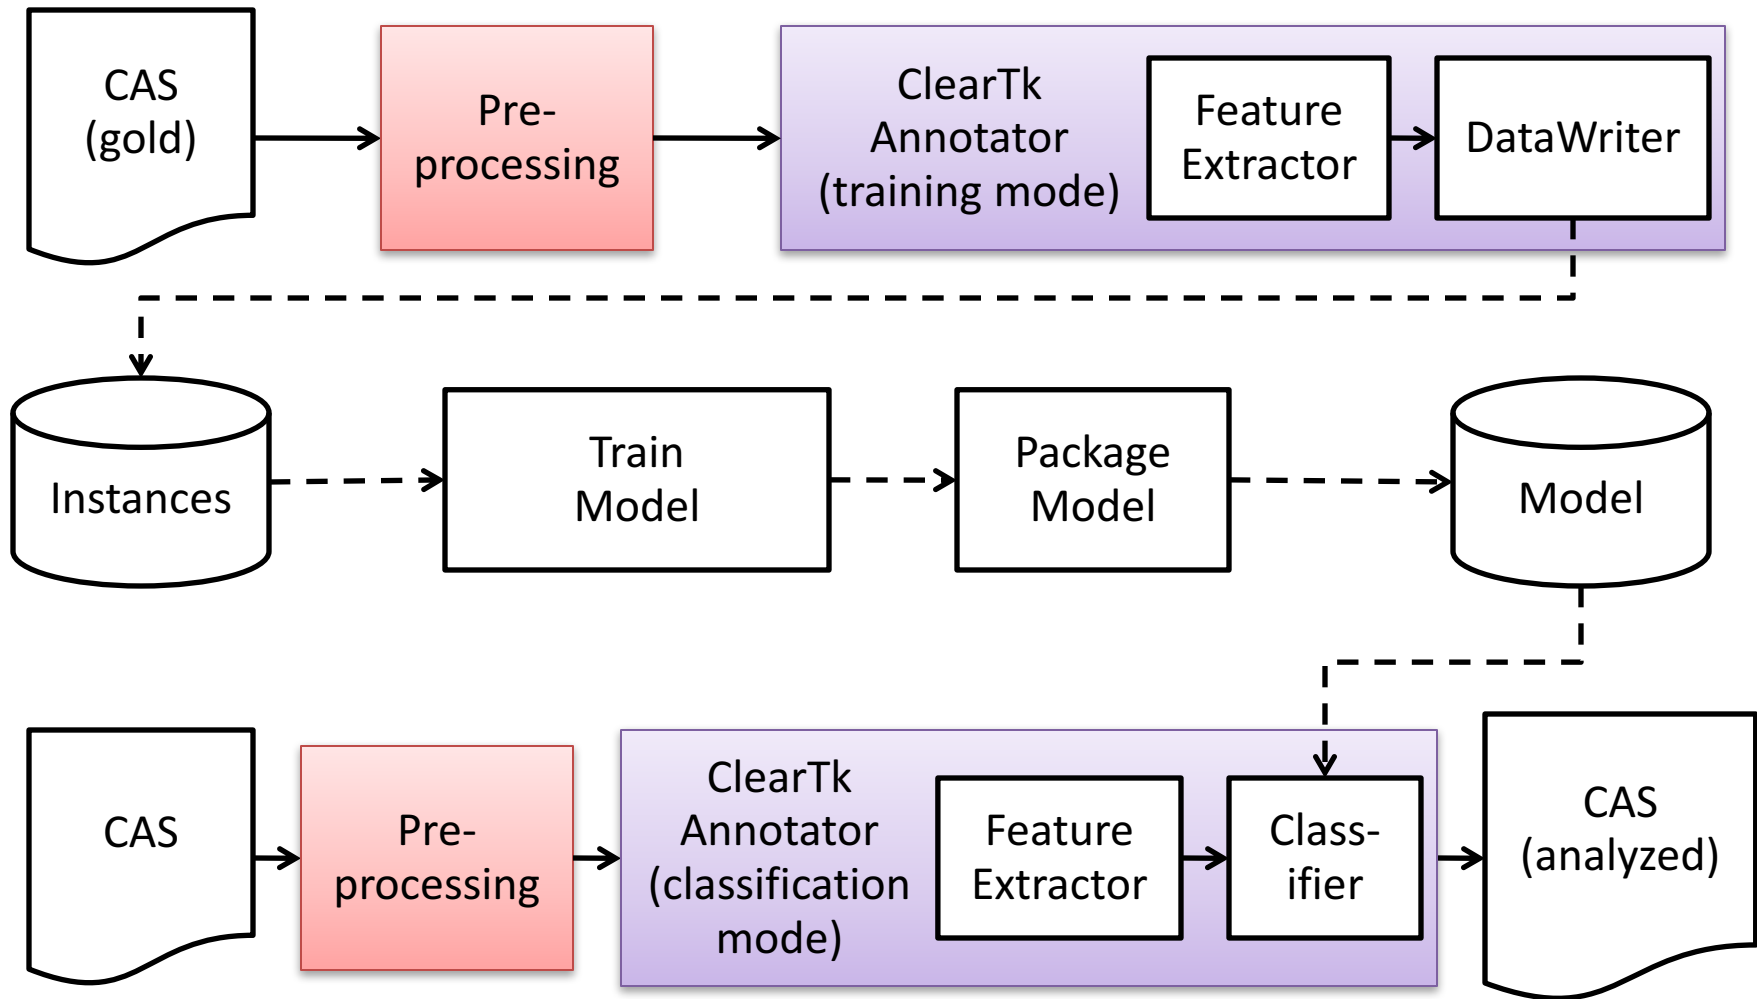 CAS
(gold)
Pre-
processing
ClearTk
Annotator
(training mode)
Feature
Extractor
DataWriter
Instances
Train
Model
Package
Model
Model
CAS
Pre-
processing
ClearTk
Annotator
(classification
mode)
Feature
Extractor
Class-
ifier
CAS
(analyzed)